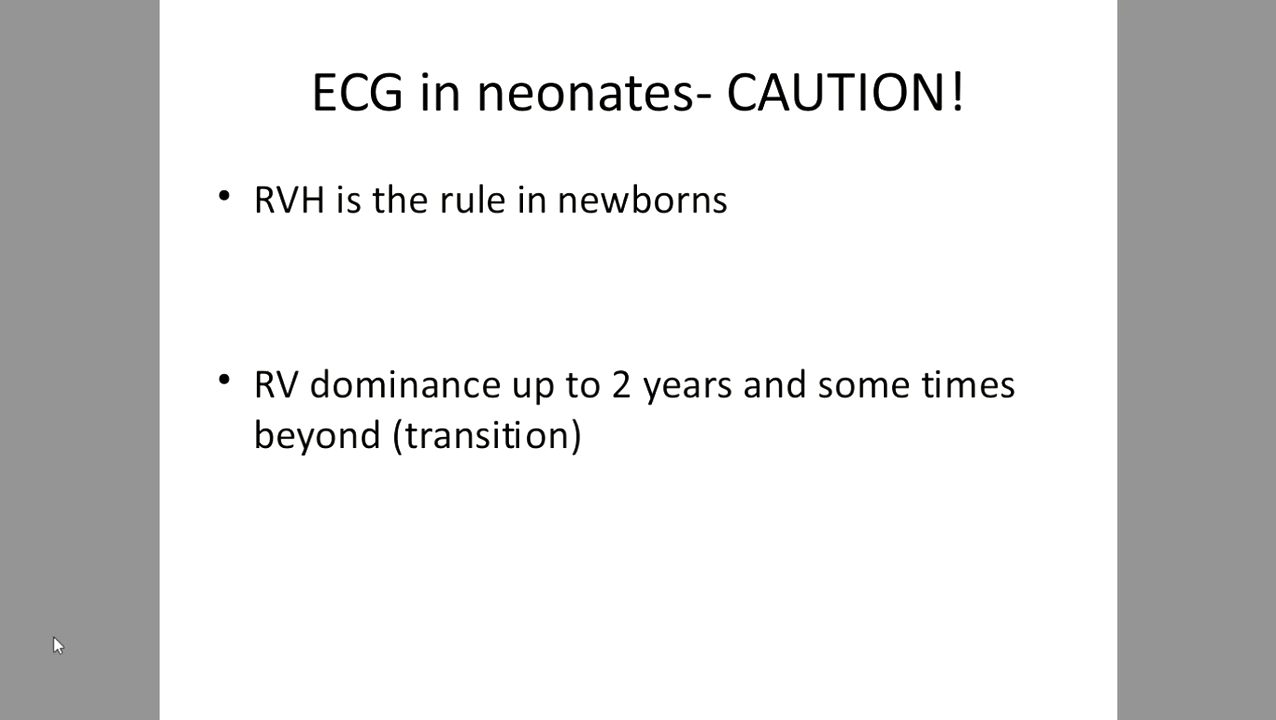 ECG in neonates- CAUTION!
• RVH is the rule in newborns
• RV dominance up to 2 years and some times
beyond (transition)